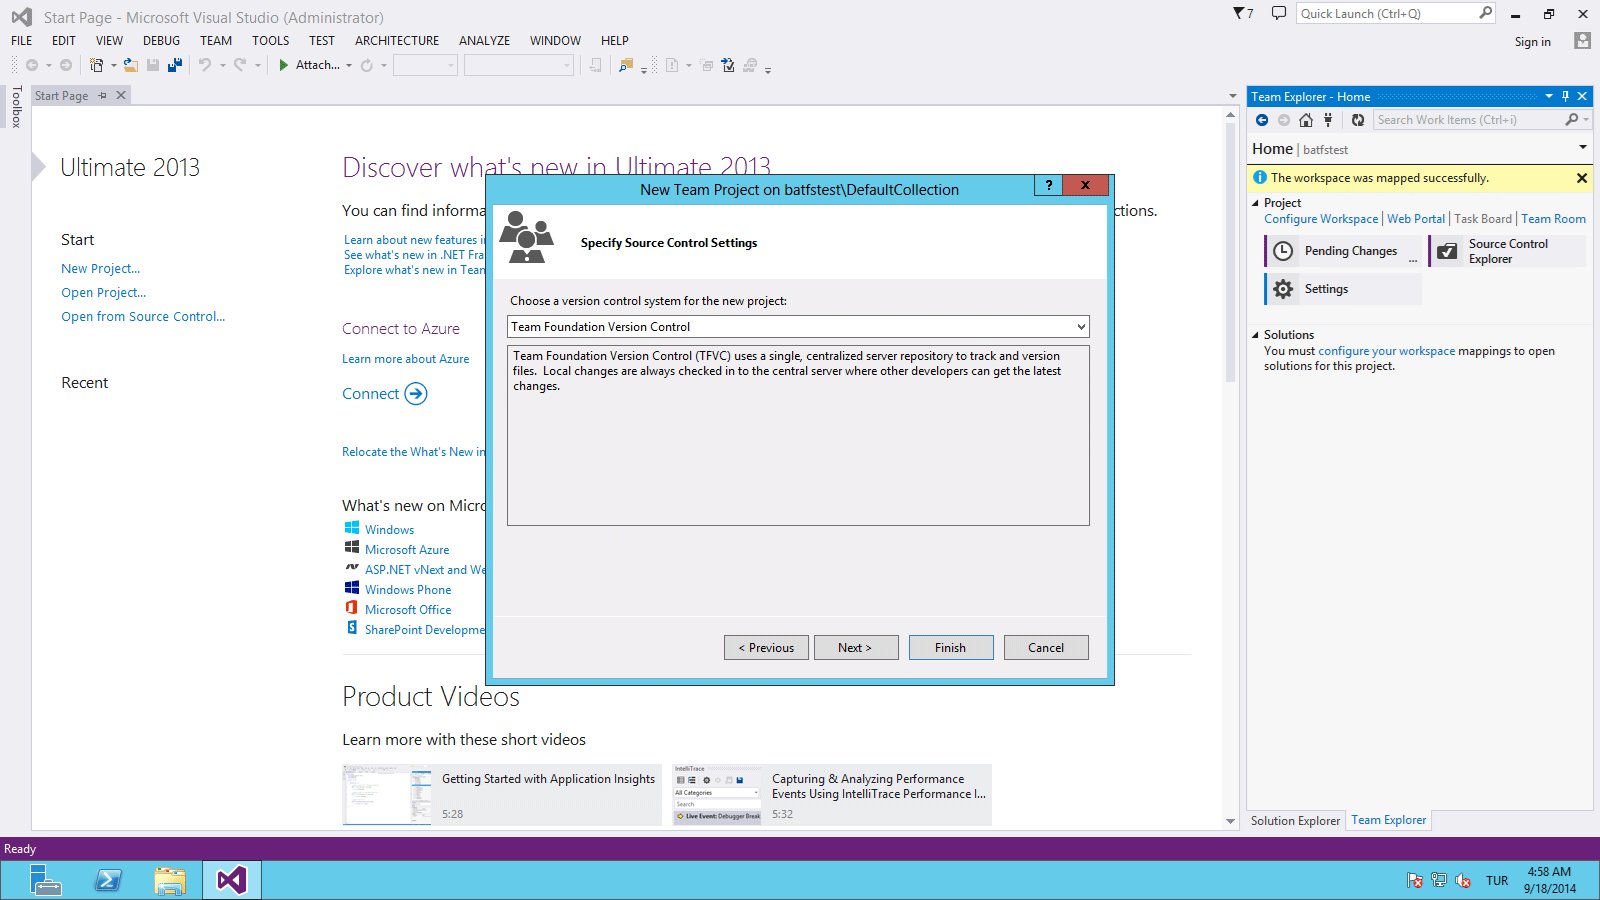 Start Page - Microsoft Visual Studio (Administrator)
7
Quick Launch (Ctrl+Q)
FILE EDIT VIEW DEBUG TEAM TOOLS TEST ARCHITECTURE ANALYZE WINDOW HELP
Sign in
Attach...
Toolbox
Start Page
Ultimate 2013
Start
New Project...
Open Project...
Open from Source Control...
Recent
Discover what's new in Ultimate 2013
You can find informa
ctions.
Learn about new features i
See what's new in .NET Fra
Explore what's new in Team
Connect to Azure
Learn more about Azure
Connect
Relocate the What's New in
What's new on Micro
Windows
Microsoft Azure
ASP.NET vNext and We
Windows Phone
Microsoft Office
SharePoint Developme
Product Videos
Learn more with these short videos
Getting Started with Application Insights
5:28
IntelliTrace
All Categories
Search
Live Event: Debugger Break
Capturing & Analyzing Performance
Events Using IntelliTrace Performance I...
5:32
New Team Project on batfstest\DefaultCollection
?
x
Specify Source Control Settings
Choose a version control system for the new project:
Team Foundation Version Control
Team Foundation Version Control (TFVC) uses a single, centralized server repository to track and version
files. Local changes are always checked in to the central server where other developers can get the latest
changes.
< Previous
Next >
Finish
Cancel
Team Explorer - Home
Search Work Items (Ctrl+i)
Home | batfstest
The workspace was mapped successfully.
Project
Configure Workspace | Web Portal | Task Board | Team Room
Pending Changes
...
Source Control
Explorer
Settings
Solutions
You must configure your workspace mappings to open
solutions for this project.
Solution Explorer
Team Explorer
Ready
TUR
4:58 AM
9/18/2014